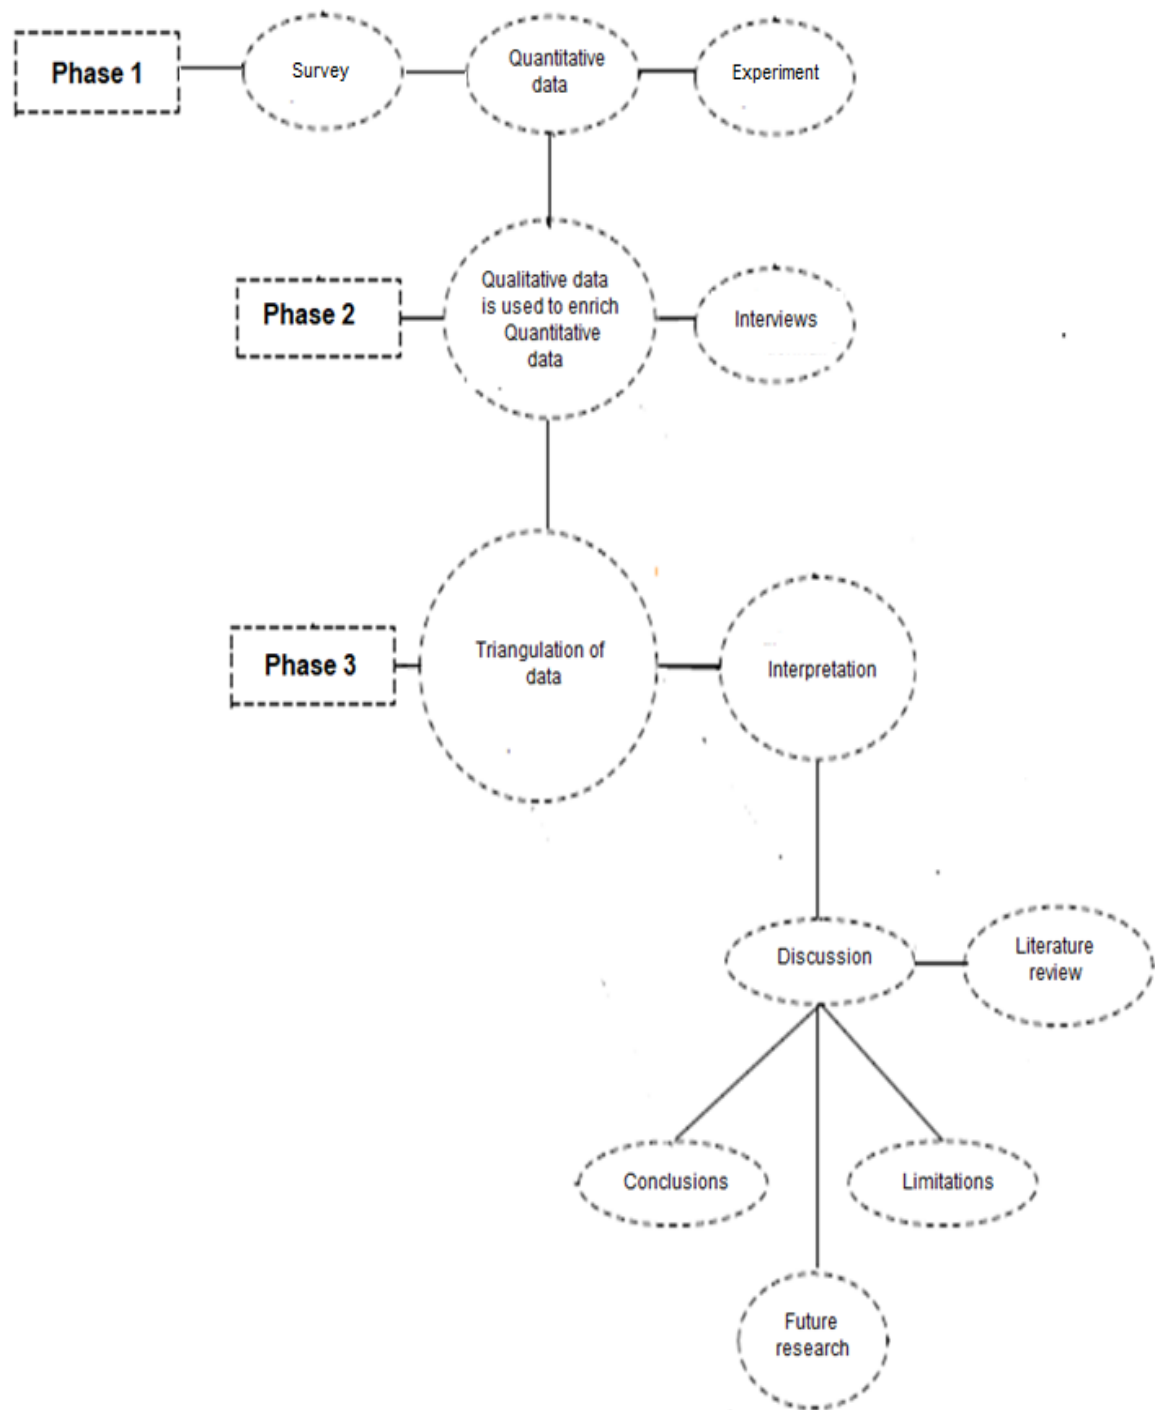 Phase 1
Survey
Quantitative
data
Experiment
Phase 2
Qualitative data
is used to enrich
Quantitative
data
Interviews
Phase 3
Triangulation of
data
Interpretation
Discussion
Literature
review
Conclusions
Limitations
Future
research